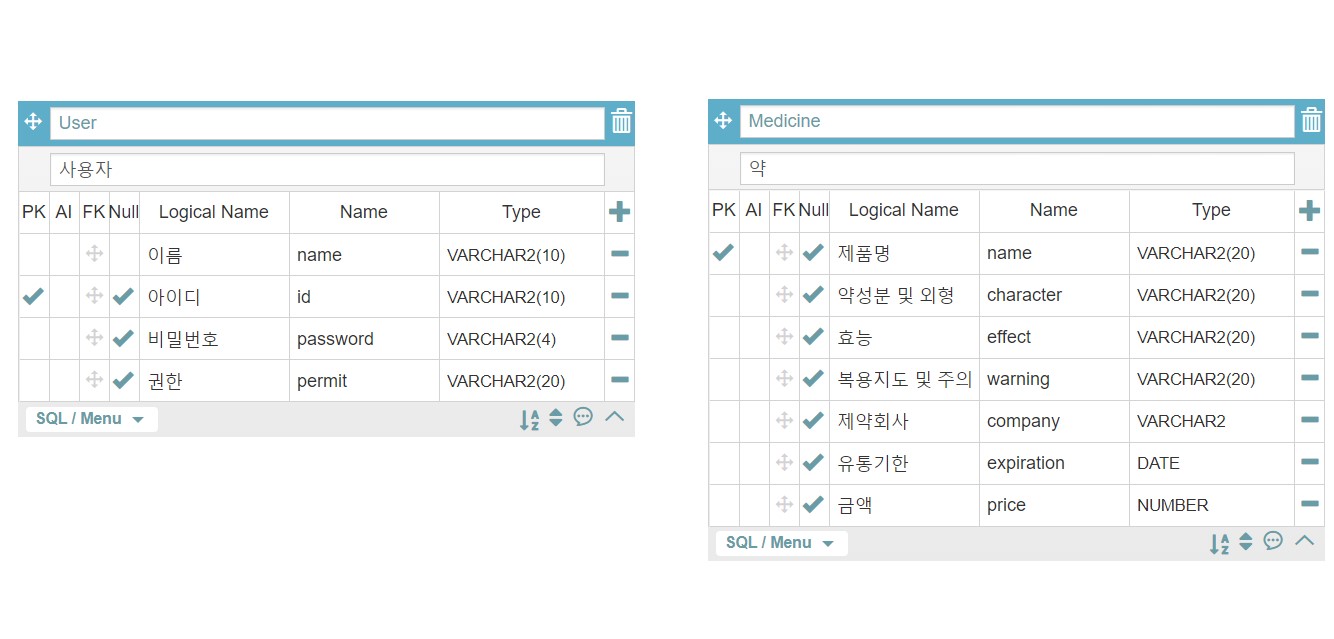 User
사용자
PK AI FK Null Logical Name Name Type
이름 name VARCHAR2(10)
아이디 id VARCHAR2(10)
비밀번호 password VARCHAR2(4)
권한 permit VARCHAR2(20)
SQL / Menu
Medicine
약
PK AI FK Null Logical Name Name Type
제품명 name VARCHAR2(20)
약성분 및 외형 character VARCHAR2(20)
효능 effect VARCHAR2(20)
복용지도 및 주의 warning VARCHAR2(20)
제약회사 company VARCHAR2
유통기한 expiration DATE
금액 price NUMBER
SQL / Menu